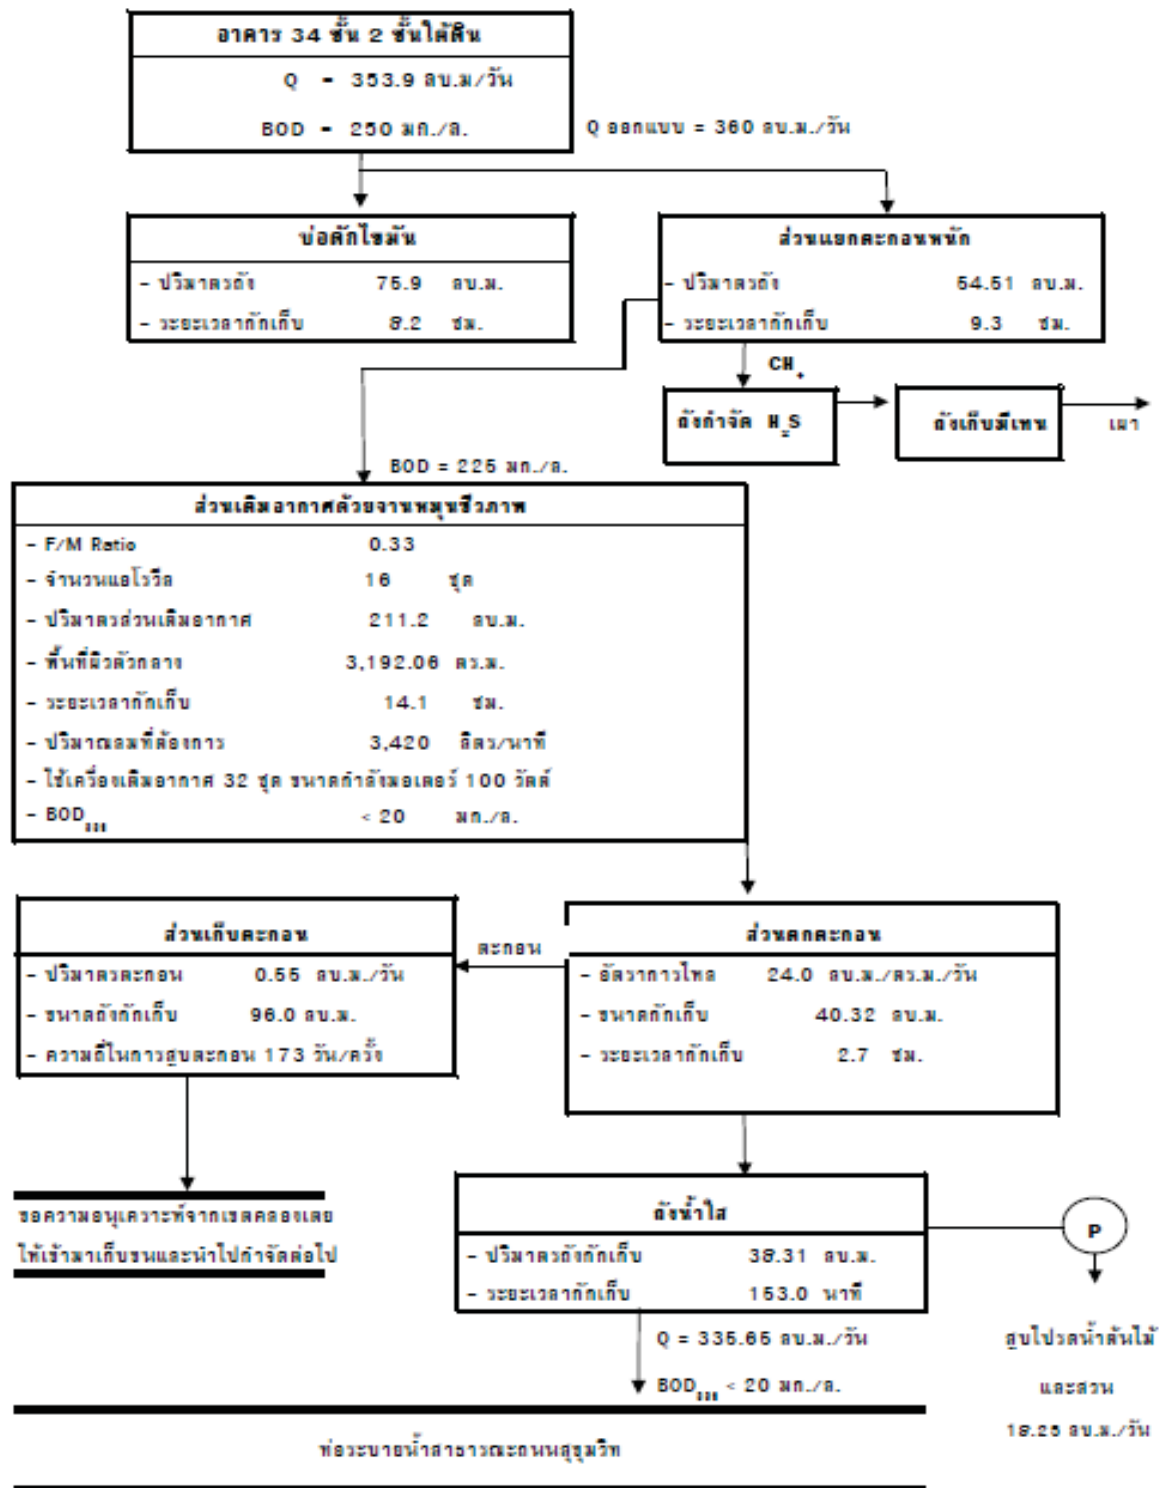 อาคาร 34 ชั้น 2 ชั้นใต้ดิน
Q = 353.9 ลบ.ม/วัน
BOD = 250 มก./ล.
Q ออกแบบ = 360 ลบ.ม./วัน
บ่อดักไขมัน
- ปริมาตรถัง 75.9 ลบ.ม.
- ระยะเวลากักเก็บ 8.2 ชม.
ส่วนแยกตะกอนหนัก
- ปริมาตรถัง 54.51 ลบ.ม.
- ระยะเวลากักเก็บ 9.3 ชม.
CH₄
ถังกำจัด H₂S
ถังเก็บมีเทน
เผา
BOD = 225 มก./ล.
ส่วนเติมอากาศด้วยจานหมุนชีวภาพ
- F/M Ratio 0.33
- จำนวนแอโรวีล 16 ชุด
- ปริมาตรส่วนเติมอากาศ 211.2 ลบ.ม.
- พื้นที่ผิวตัวกลาง 3,192.06 ตร.ม.
- ระยะเวลากักเก็บ 14.1 ชม.
- ปริมาณลมที่ต้องการ 3,420 ลิตร/นาที
- ใช้เครื่องเติมอากาศ 32 ชุด ขนาดกำลังมอเตอร์ 100 วัตต์
- BODออก < 20 มก./ล.
ส่วนเก็บตะกอน
- ปริมาตรตะกอน 0.55 ลบ.ม./วัน
- ขนาดถังกักเก็บ 96.0 ลบ.ม.
- ความถี่ในการสูบตะกอน 173 วัน/ครั้ง
ตะกอน
ส่วนตกตะกอน
- อัตราการไหล 24.0 ลบ.ม./ตร.ม./วัน
- ขนาดกักเก็บ 40.32 ลบ.ม.
- ระยะเวลากักเก็บ 2.7 ชม.
ขอความอนุเคราะห์จากเขตคลองเตย
ให้เข้ามาเก็บขนและนำไปกำจัดต่อไป
ถังน้ำใส
- ปริมาตรถังกักเก็บ 38.31 ลบ.ม.
- ระยะเวลากักเก็บ 153.0 นาที
P
Q = 335.65 ลบ.ม./วัน
BODออก < 20 มก./ล.
สูบไปรดน้ำต้นไม้
และสวน
18.25 ลบ.ม./วัน
ท่อระบายน้ำสาธารณะถนนสุขุมวิท